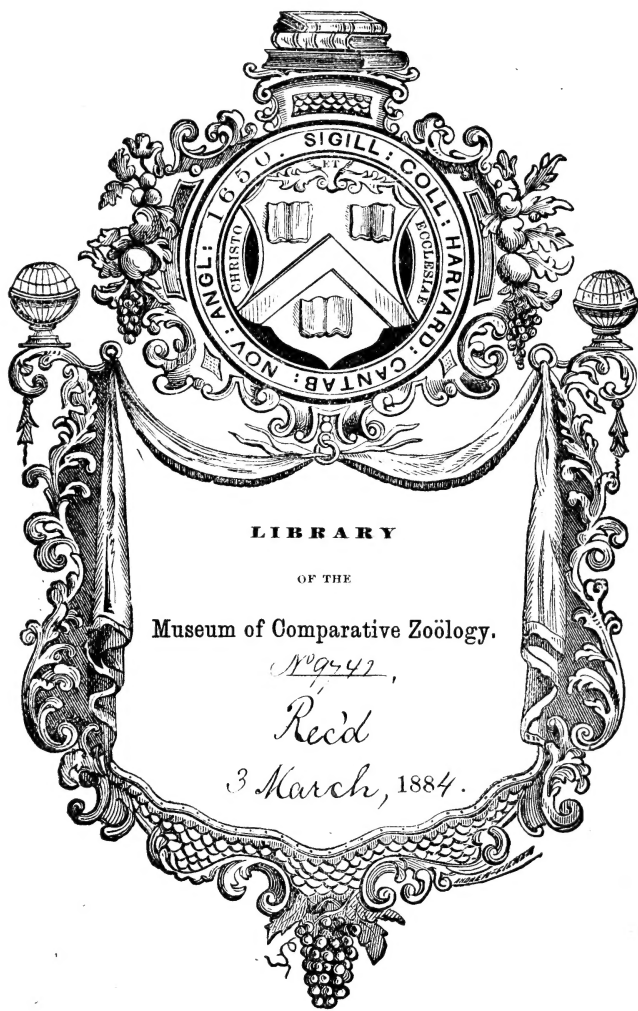 SIGILL: COLL: HARVARD: CANTAB: NOV: ANGL: 1650.
ET
CHRISTO
ECCLESIAE
LIBRARY
OF THE
Museum of Comparative Zoölogy.
No 9742.
Rec'd
3 March, 1884.